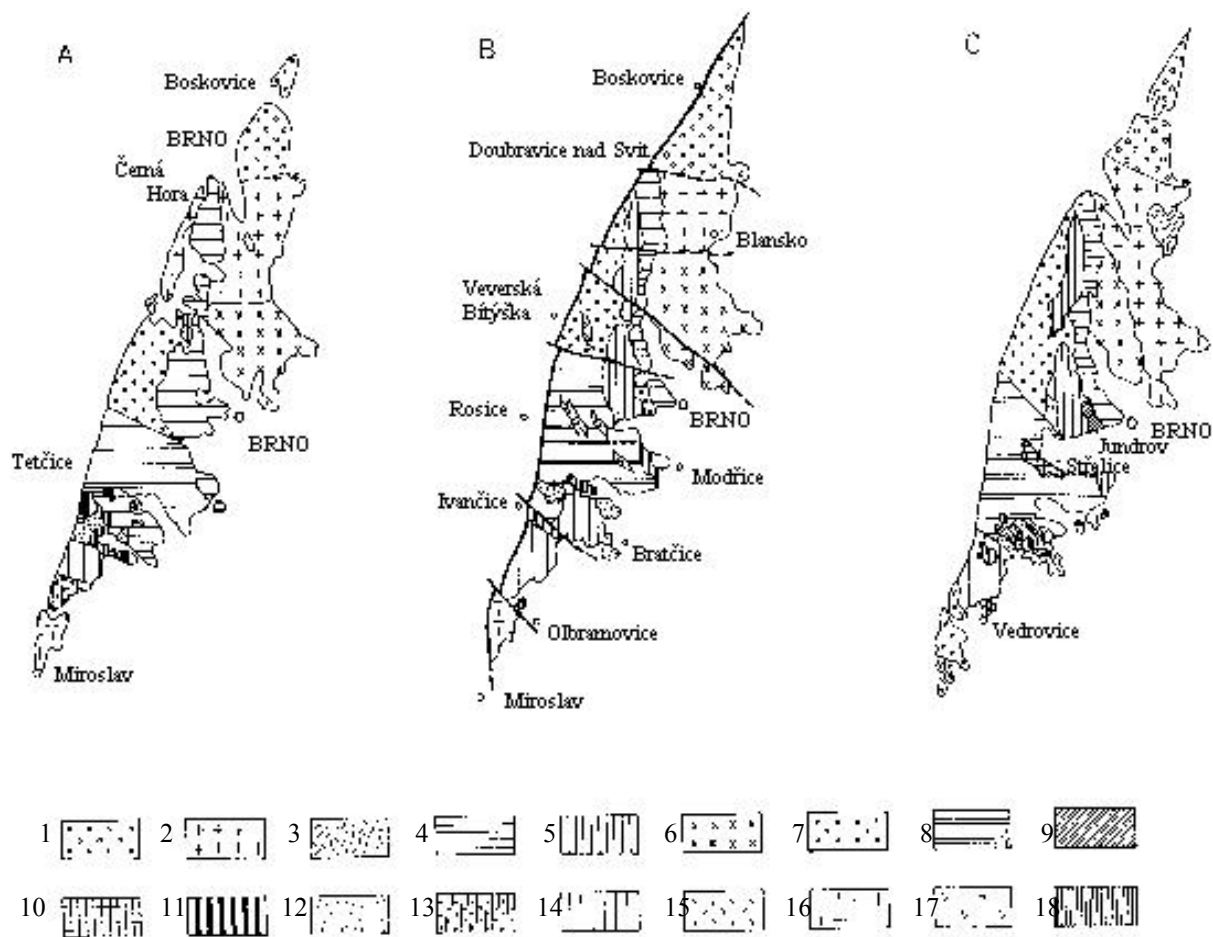 A
Boskovice
BRNO
Černá
Hora
BRNO
Tetčice
Miroslav
B
Boskovice
Doubravice nad Svit.
Blansko
Veverská
Bítýška
Rosice
BRNO
Modřice
Ivančice
Bratčice
Olbramovice
Miroslav
C
BRNO
Jundrov
Střelice
Vedrovice
1 2 3 4 5 6 7 8 9
10 11 12 13 14 15 16 17 18